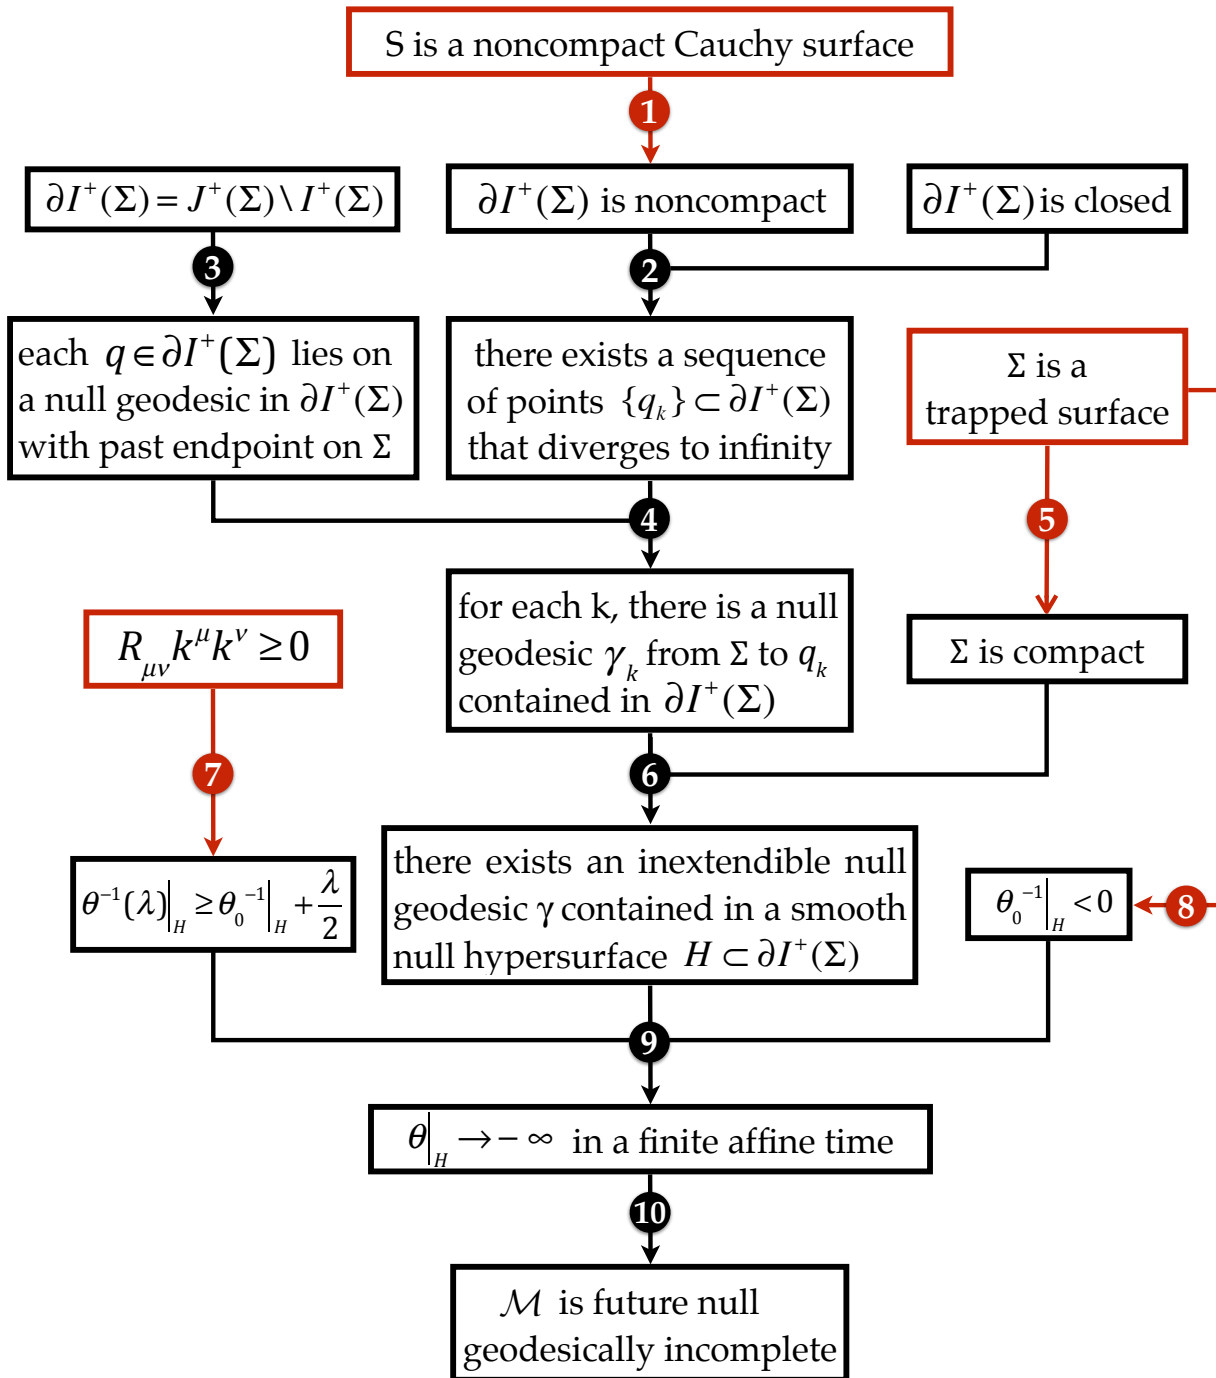 S is a noncompact Cauchy surface
1
∂I⁺(Σ) = J⁺(Σ) \ I⁺(Σ)
∂I⁺(Σ) is noncompact
∂I⁺(Σ) is closed
3
2
each q ∈ ∂I⁺(Σ) lies on
a null geodesic in ∂I⁺(Σ)
with past endpoint on Σ
there exists a sequence
of points {q_k} ⊂ ∂I⁺(Σ)
that diverges to infinity
Σ is a
trapped surface
4
5
for each k, there is a null
geodesic γ_k from Σ to q_k
contained in ∂I⁺(Σ)
R_μν k^μ k^ν ≥ 0
Σ is compact
7
6
θ⁻¹(λ)|_H ≥ θ₀⁻¹|_H + λ/2
there exists an inextendible null
geodesic γ contained in a smooth
null hypersurface H ⊂ ∂I⁺(Σ)
θ₀⁻¹|_H < 0
8
9
θ|_H → − ∞ in a finite affine time
10
ℳ is future null
geodesically incomplete